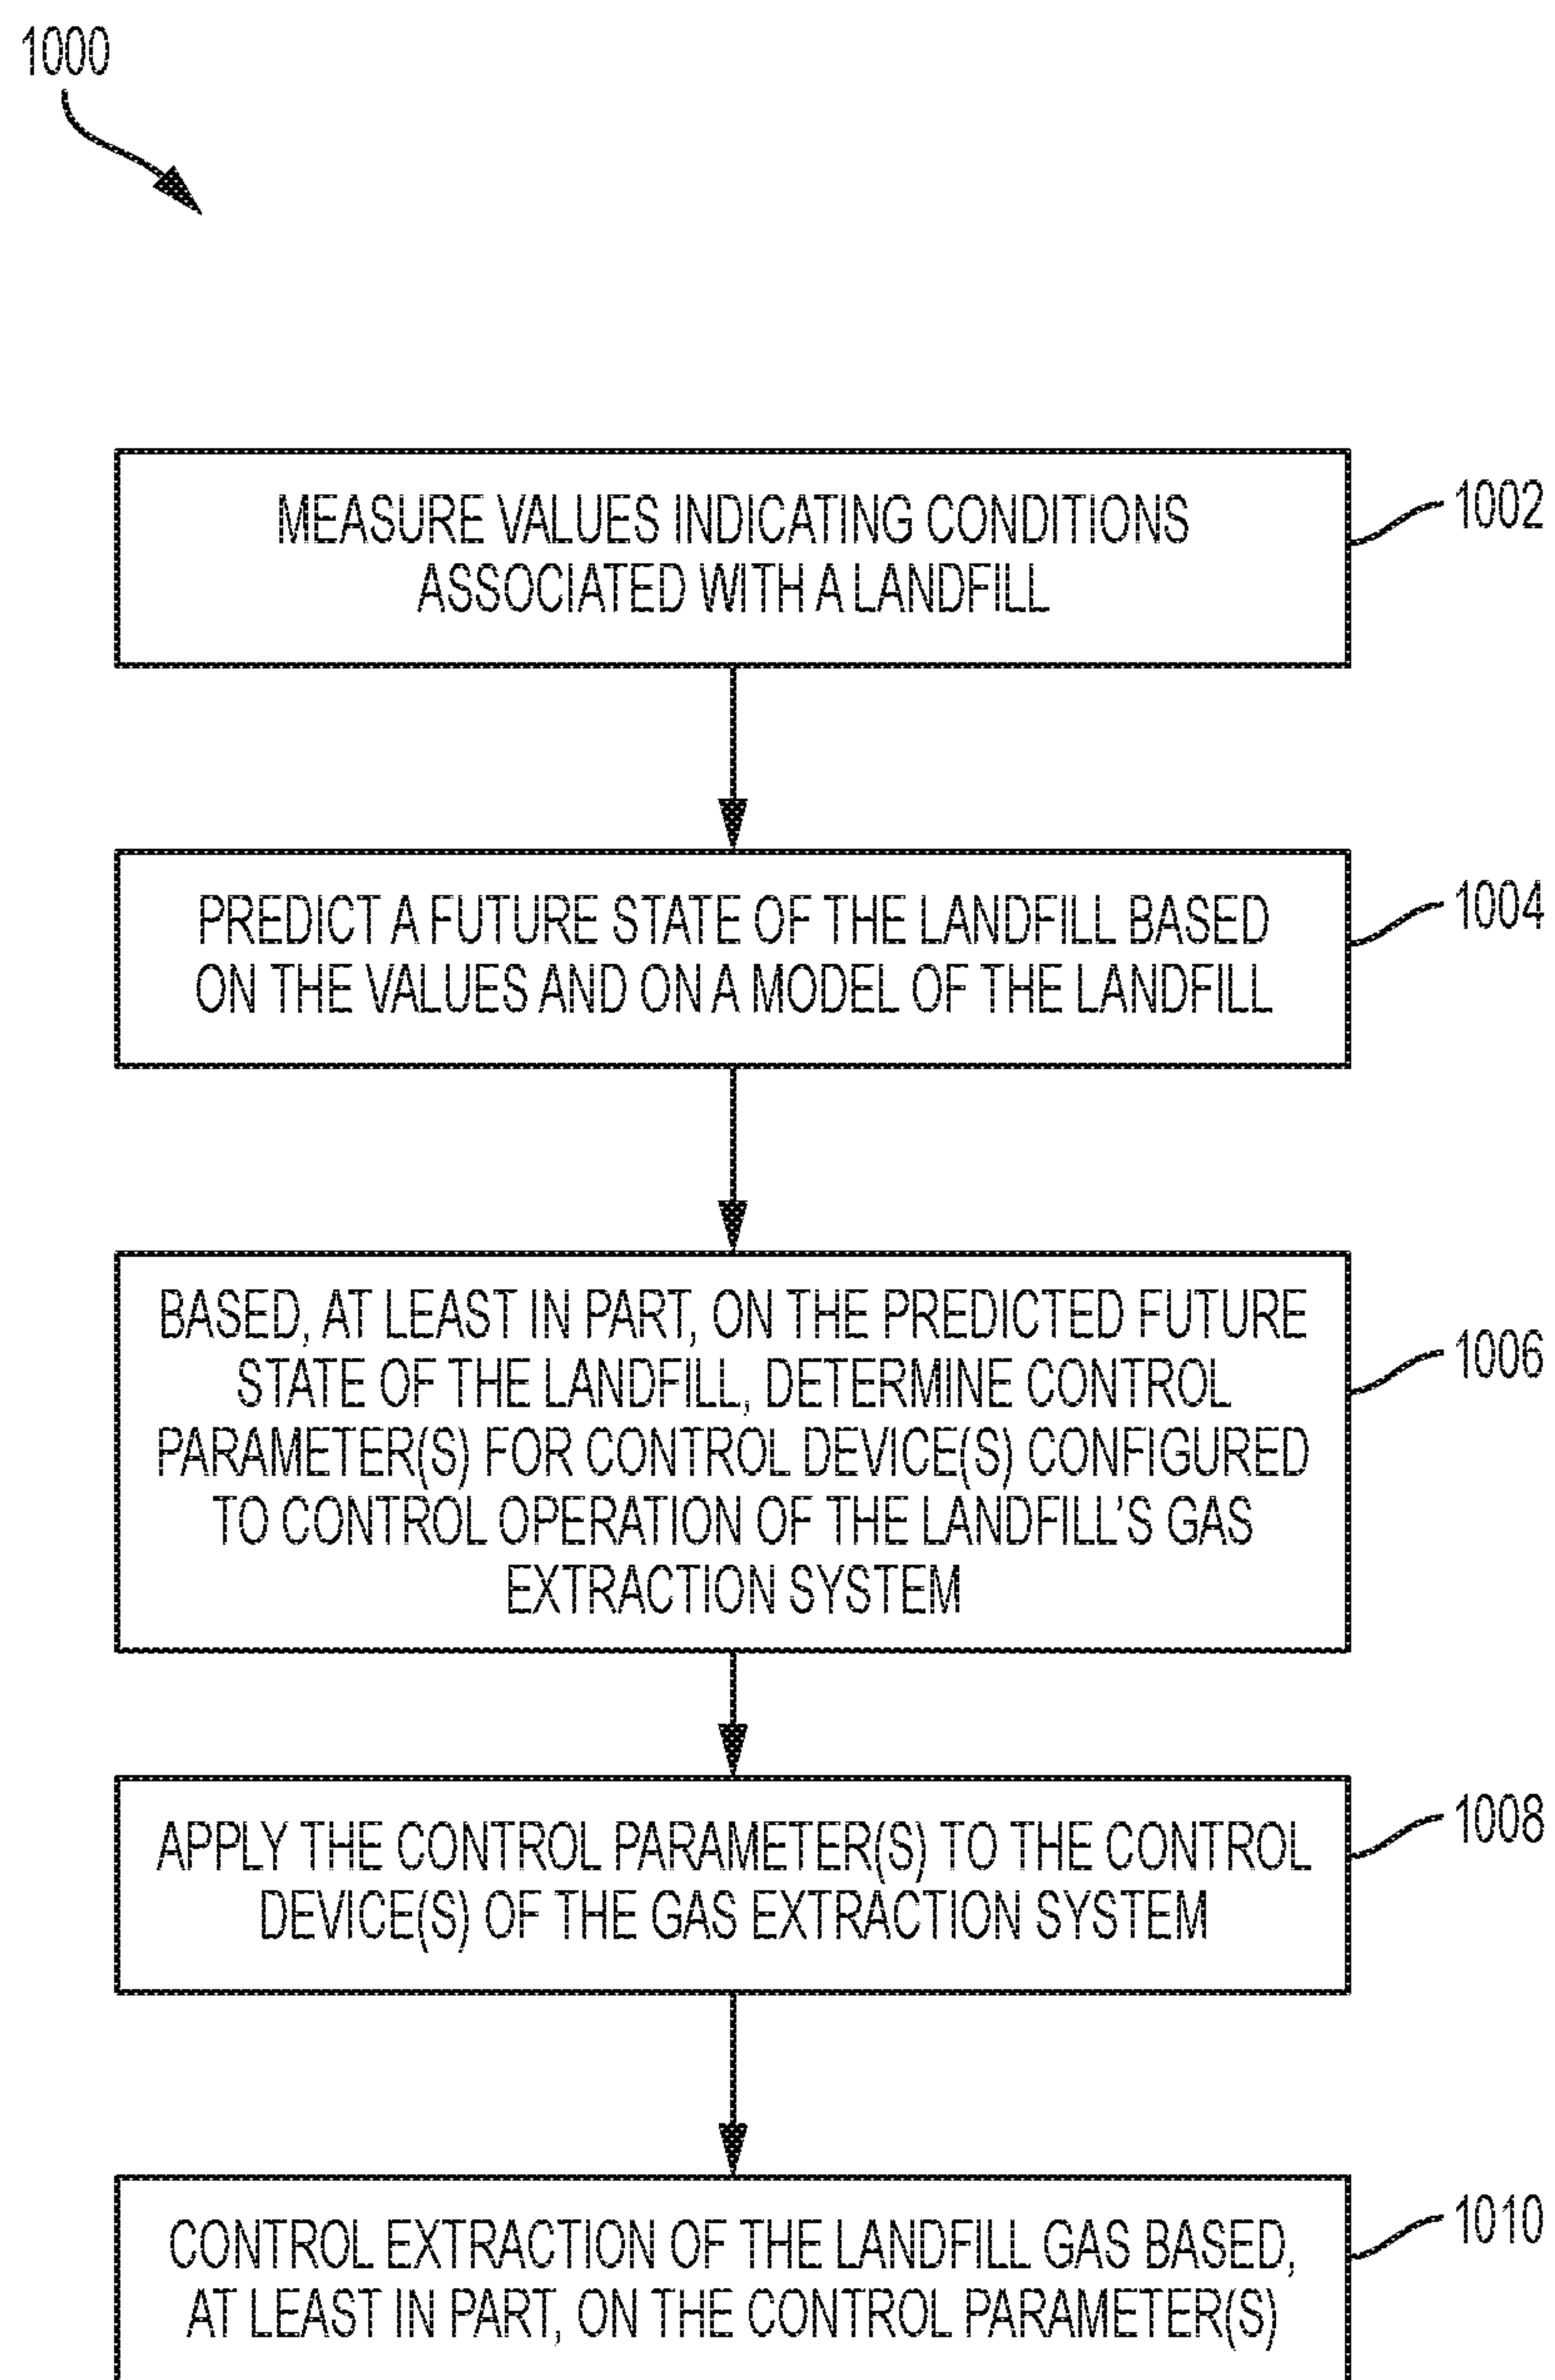 1000
MEASURE VALUES INDICATING CONDITIONS
ASSOCIATED WITH A LANDFILL
1002
PREDICT A FUTURE STATE OF THE LANDFILL BASED
ON THE VALUES AND ON A MODEL OF THE LANDFILL
1004
BASED, AT LEAST IN PART, ON THE PREDICTED FUTURE
STATE OF THE LANDFILL, DETERMINE CONTROL
PARAMETER(S) FOR CONTROL DEVICE(S) CONFIGURED
TO CONTROL OPERATION OF THE LANDFILL’S GAS
EXTRACTION SYSTEM
1006
APPLY THE CONTROL PARAMETER(S) TO THE CONTROL
DEVICE(S) OF THE GAS EXTRACTION SYSTEM
1008
CONTROL EXTRACTION OF THE LANDFILL GAS BASED,
AT LEAST IN PART, ON THE CONTROL PARAMETER(S)
1010